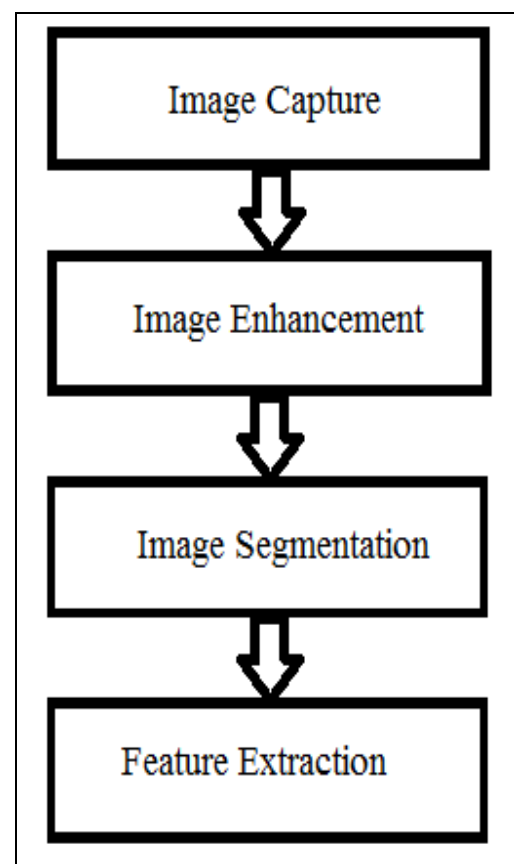 Image Capture
Image Enhancement
Image Segmentation
Feature Extraction